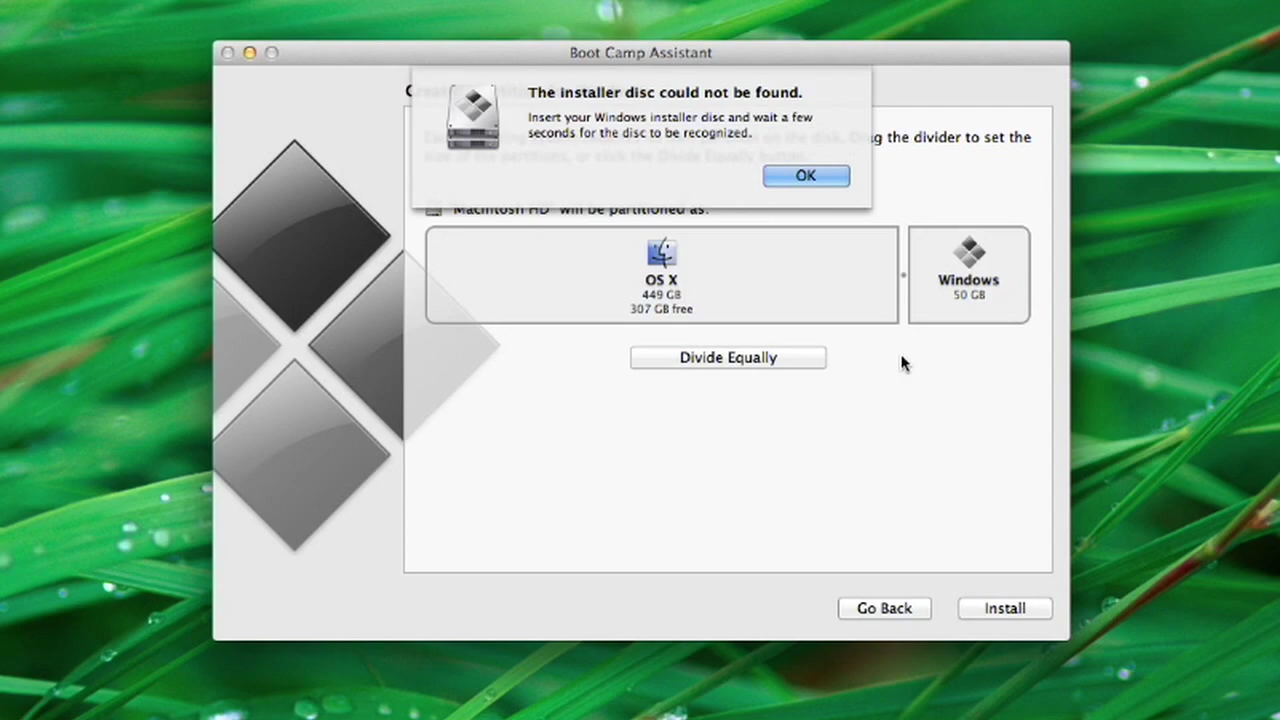 Boot Camp Assistant
The installer disc could not be found.
Insert your Windows installer disc and wait a few
seconds for the disc to be recognized.
the divider to set the
OK
"Macintosh HD" will be partitioned as:
OS X
449 GB
307 GB free
Windows
50 GB
Divide Equally
Go Back
Install